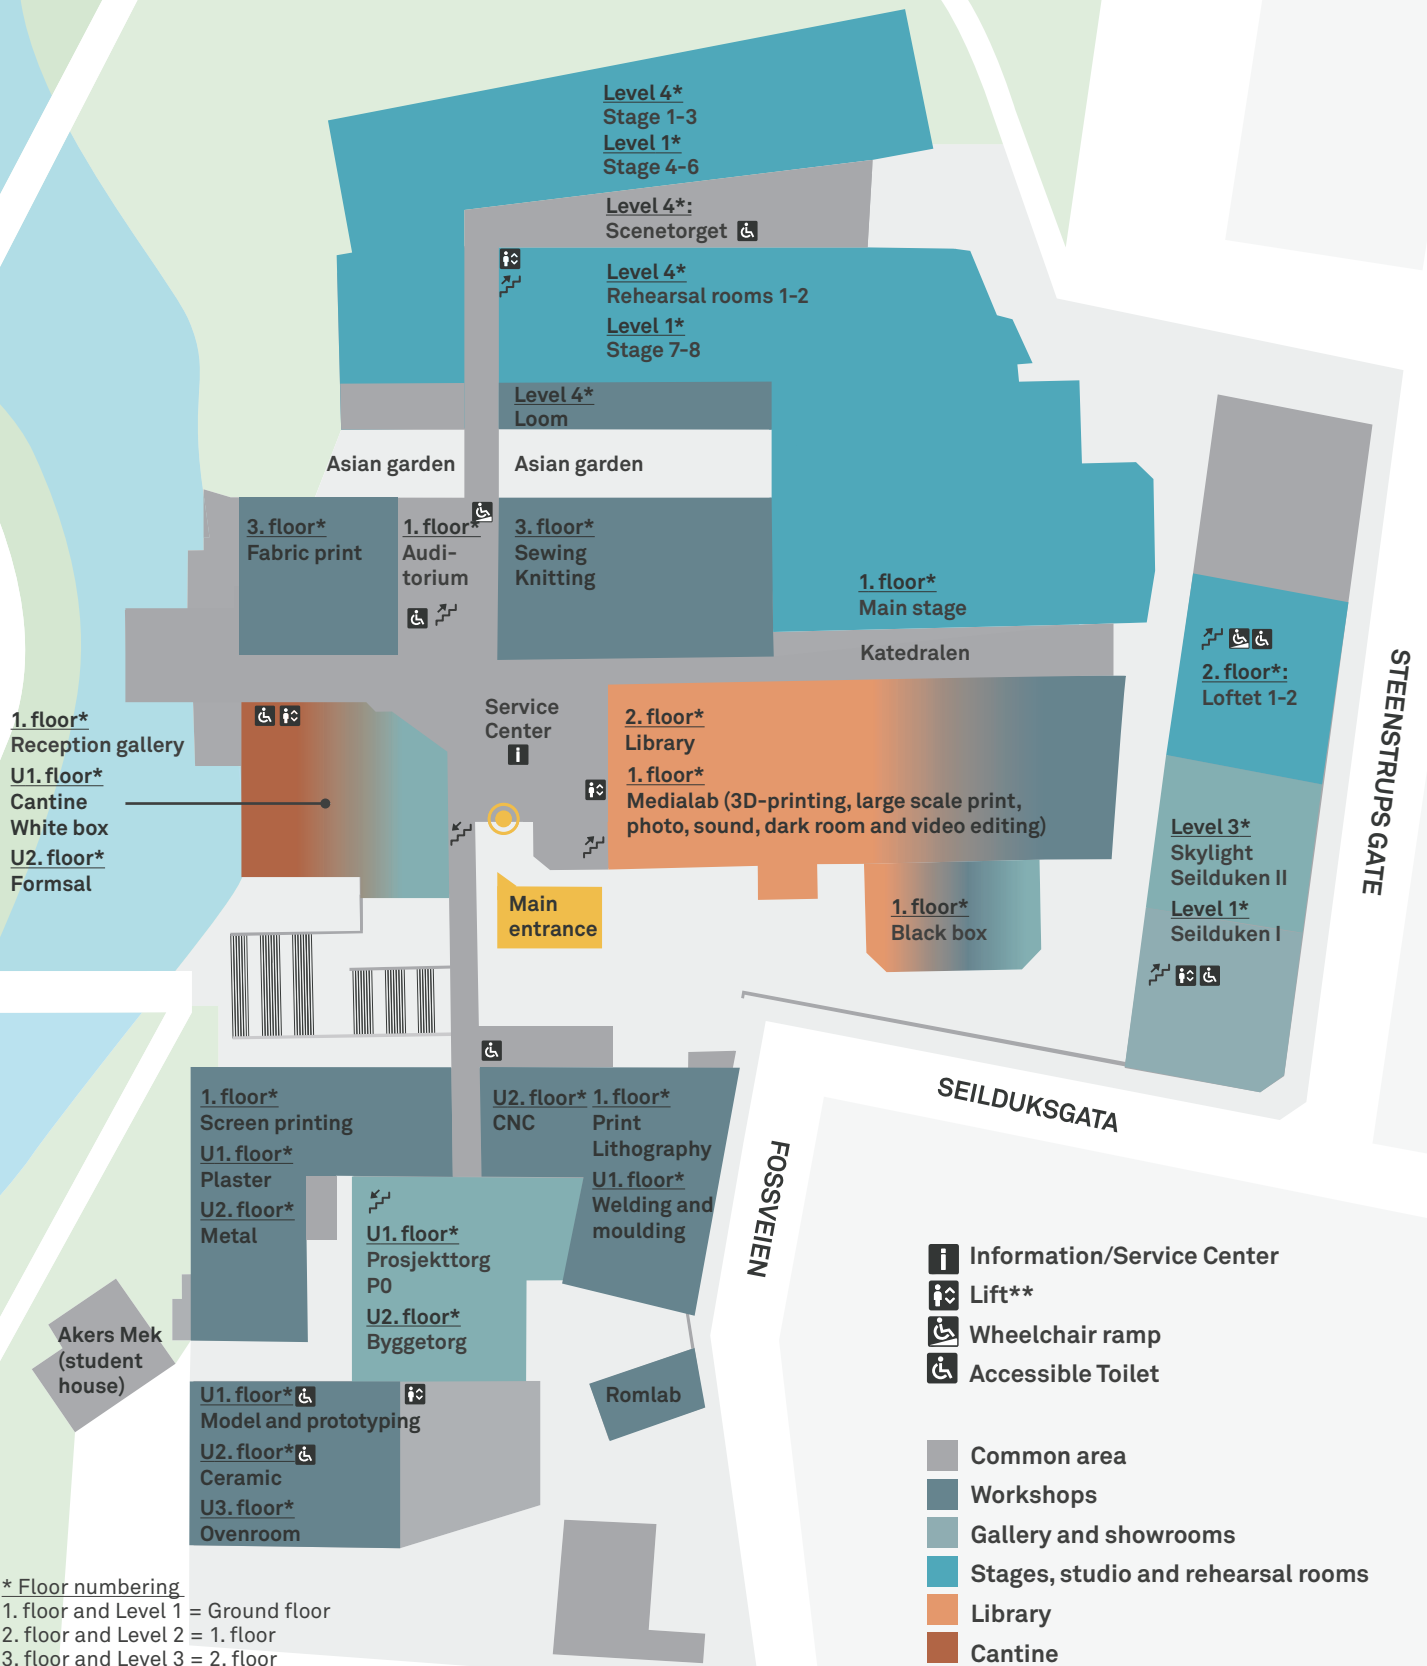 Level 4*
Stage 1-3
Level 1*
Stage 4-6
Level 4*:
Scenetorget
Level 4*
Rehearsal rooms 1-2
Level 1*
Stage 7-8
Level 4*
Loom
Asian garden
Asian garden
3. floor*
Fabric print
1. floor*
Audi-
torium
3. floor*
Sewing
Knitting
1. floor*
Main stage
Katedralen
2. floor*:
Loftet 1-2
STEENSTRUPS GATE
1. floor*
Reception gallery
U1. floor*
Cantine
White box
U2. floor*
Formsal
Service
Center
2. floor*
Library
1. floor*
Medialab (3D-printing, large scale print,
photo, sound, dark room and video editing)
Level 3*
Skylight
Seilduken II
Level 1*
Seilduken I
Main
entrance
1. floor*
Black box
SEILDUKSGATA
FOSSVEIEN
1. floor*
Screen printing
U1. floor*
Plaster
U2. floor*
Metal
U2. floor*
CNC
1. floor*
Print
Lithography
U1. floor*
Welding and
moulding
U1. floor*
Prosjekttorg
P0
U2. floor*
Byggetorg
Akers Mek
(student
house)
U1. floor*
Model and prototyping
U2. floor*
Ceramic
U3. floor*
Ovenroom
Romlab
Information/Service Center
Lift**
Wheelchair ramp
Accessible Toilet
Common area
Workshops
Gallery and showrooms
Stages, studio and rehearsal rooms
Library
Cantine
* Floor numbering
1. floor and Level 1 = Ground floor
2. floor and Level 2 = 1. floor
3. floor and Level 3 = 2. floor